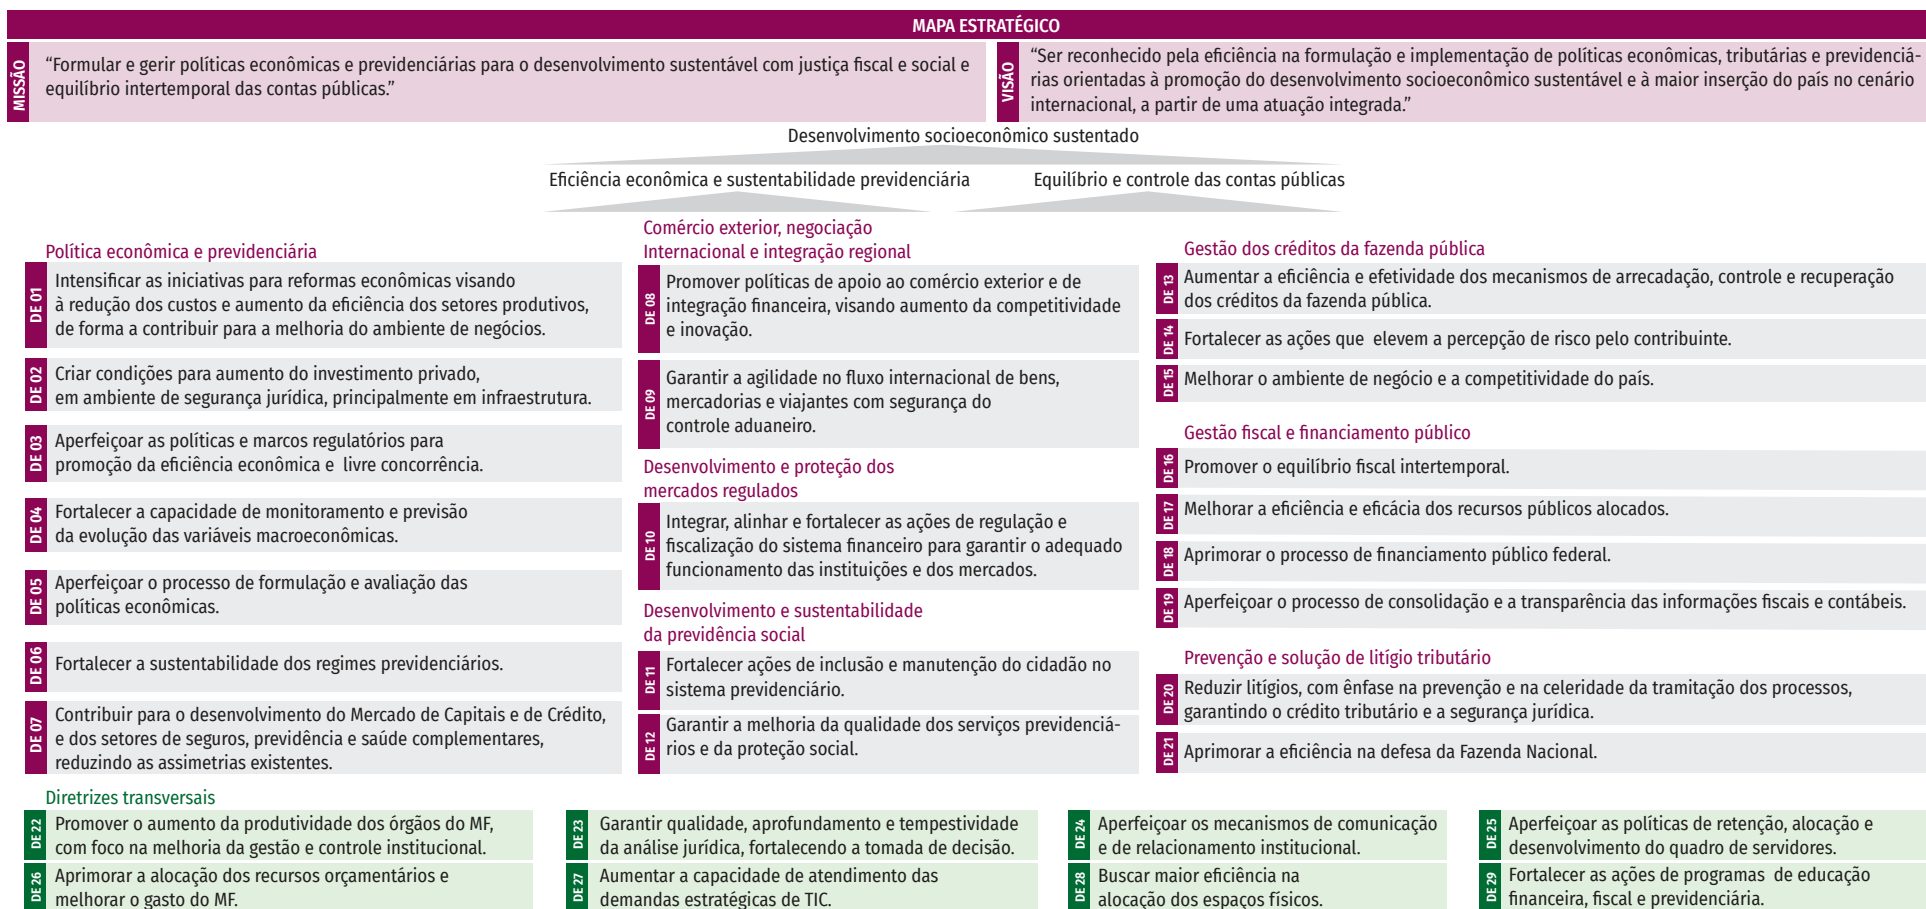 MAPA ESTRATÉGICO
MISSÃO
“Formular e gerir políticas econômicas e previdenciárias para o desenvolvimento sustentável com justiça fiscal e social e
equilíbrio intertemporal das contas públicas.”
VISÃO
“Ser reconhecido pela eficiência na formulação e implementação de políticas econômicas, tributárias e previdenciá-
rias orientadas à promoção do desenvolvimento socioeconômico sustentável e à maior inserção do país no cenário
internacional, a partir de uma atuação integrada.”
Desenvolvimento socioeconômico sustentado
Eficiência econômica e sustentabilidade previdenciária
Equilíbrio e controle das contas públicas
Política econômica e previdenciária
DE 01
Intensificar as iniciativas para reformas econômicas visando
à redução dos custos e aumento da eficiência dos setores produtivos,
de forma a contribuir para a melhoria do ambiente de negócios.
DE 02
Criar condições para aumento do investimento privado,
em ambiente de segurança jurídica, principalmente em infraestrutura.
DE 03
Aperfeiçoar as políticas e marcos regulatórios para
promoção da eficiência econômica e livre concorrência.
DE 04
Fortalecer a capacidade de monitoramento e previsão
da evolução das variáveis macroeconômicas.
DE 05
Aperfeiçoar o processo de formulação e avaliação das
políticas econômicas.
DE 06
Fortalecer a sustentabilidade dos regimes previdenciários.
DE 07
Contribuir para o desenvolvimento do Mercado de Capitais e de Crédito,
e dos setores de seguros, previdência e saúde complementares,
reduzindo as assimetrias existentes.
Comércio exterior, negociação
Internacional e integração regional
DE 08
Promover políticas de apoio ao comércio exterior e de
integração financeira, visando aumento da competitividade
e inovação.
DE 09
Garantir a agilidade no fluxo internacional de bens,
mercadorias e viajantes com segurança do
controle aduaneiro.
Desenvolvimento e proteção dos
mercados regulados
DE 10
Integrar, alinhar e fortalecer as ações de regulação e
fiscalização do sistema financeiro para garantir o adequado
funcionamento das instituições e dos mercados.
Desenvolvimento e sustentabilidade
da previdência social
DE 11
Fortalecer ações de inclusão e manutenção do cidadão no
sistema previdenciário.
DE 12
Garantir a melhoria da qualidade dos serviços previdenciá-
rios e da proteção social.
Gestão dos créditos da fazenda pública
DE 13
Aumentar a eficiência e efetividade dos mecanismos de arrecadação, controle e recuperação
dos créditos da fazenda pública.
DE 14
Fortalecer as ações que elevem a percepção de risco pelo contribuinte.
DE 15
Melhorar o ambiente de negócio e a competitividade do país.
Gestão fiscal e financiamento público
DE 16
Promover o equilíbrio fiscal intertemporal.
DE 17
Melhorar a eficiência e eficácia dos recursos públicos alocados.
DE 18
Aprimorar o processo de financiamento público federal.
DE 19
Aperfeiçoar o processo de consolidação e a transparência das informações fiscais e contábeis.
Prevenção e solução de litígio tributário
DE 20
Reduzir litígios, com ênfase na prevenção e na celeridade da tramitação dos processos,
garantindo o crédito tributário e a segurança jurídica.
DE 21
Aprimorar a eficiência na defesa da Fazenda Nacional.
Diretrizes transversais
DE 22
Promover o aumento da produtividade dos órgãos do MF,
com foco na melhoria da gestão e controle institucional.
DE 23
Garantir qualidade, aprofundamento e tempestividade
da análise jurídica, fortalecendo a tomada de decisão.
DE 24
Aperfeiçoar os mecanismos de comunicação
e de relacionamento institucional.
DE 25
Aperfeiçoar as políticas de retenção, alocação e
desenvolvimento do quadro de servidores.
DE 26
Aprimorar a alocação dos recursos orçamentários e
melhorar o gasto do MF.
DE 27
Aumentar a capacidade de atendimento das
demandas estratégicas de TIC.
DE 28
Buscar maior eficiência na
alocação dos espaços físicos.
DE 29
Fortalecer as ações de programas de educação
financeira, fiscal e previdenciária.